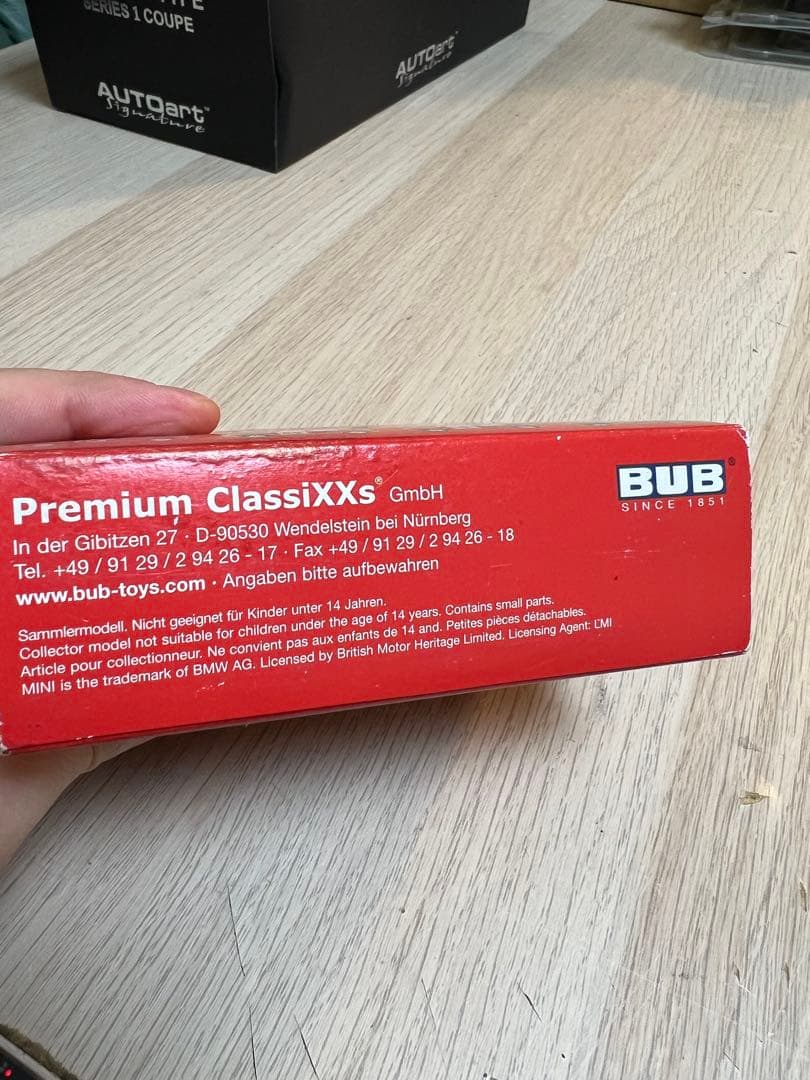 SERIES 1 COUPE
AUTOart™
Signature
AUTOart™
Signature
Premium ClassiXXs® GmbH
In der Gibitzen 27 · D-90530 Wendelstein bei Nürnberg
Tel. +49 / 91 29 / 2 94 26 - 17 · Fax +49 / 91 29 / 2 94 26 - 18
www.bub-toys.com · Angaben bitte aufbewahren
BUB®
SINCE 1851
Sammlermodell. Nicht geeignet für Kinder unter 14 Jahren.
Collector model not suitable for children under the age of 14 years. Contains small parts.
Article pour collectionneur. Ne convient pas aux enfants de 14 and. Petites pièces détachables.
MINI is the trademark of BMW AG. Licensed by British Motor Heritage Limited. Licensing Agent: LMI